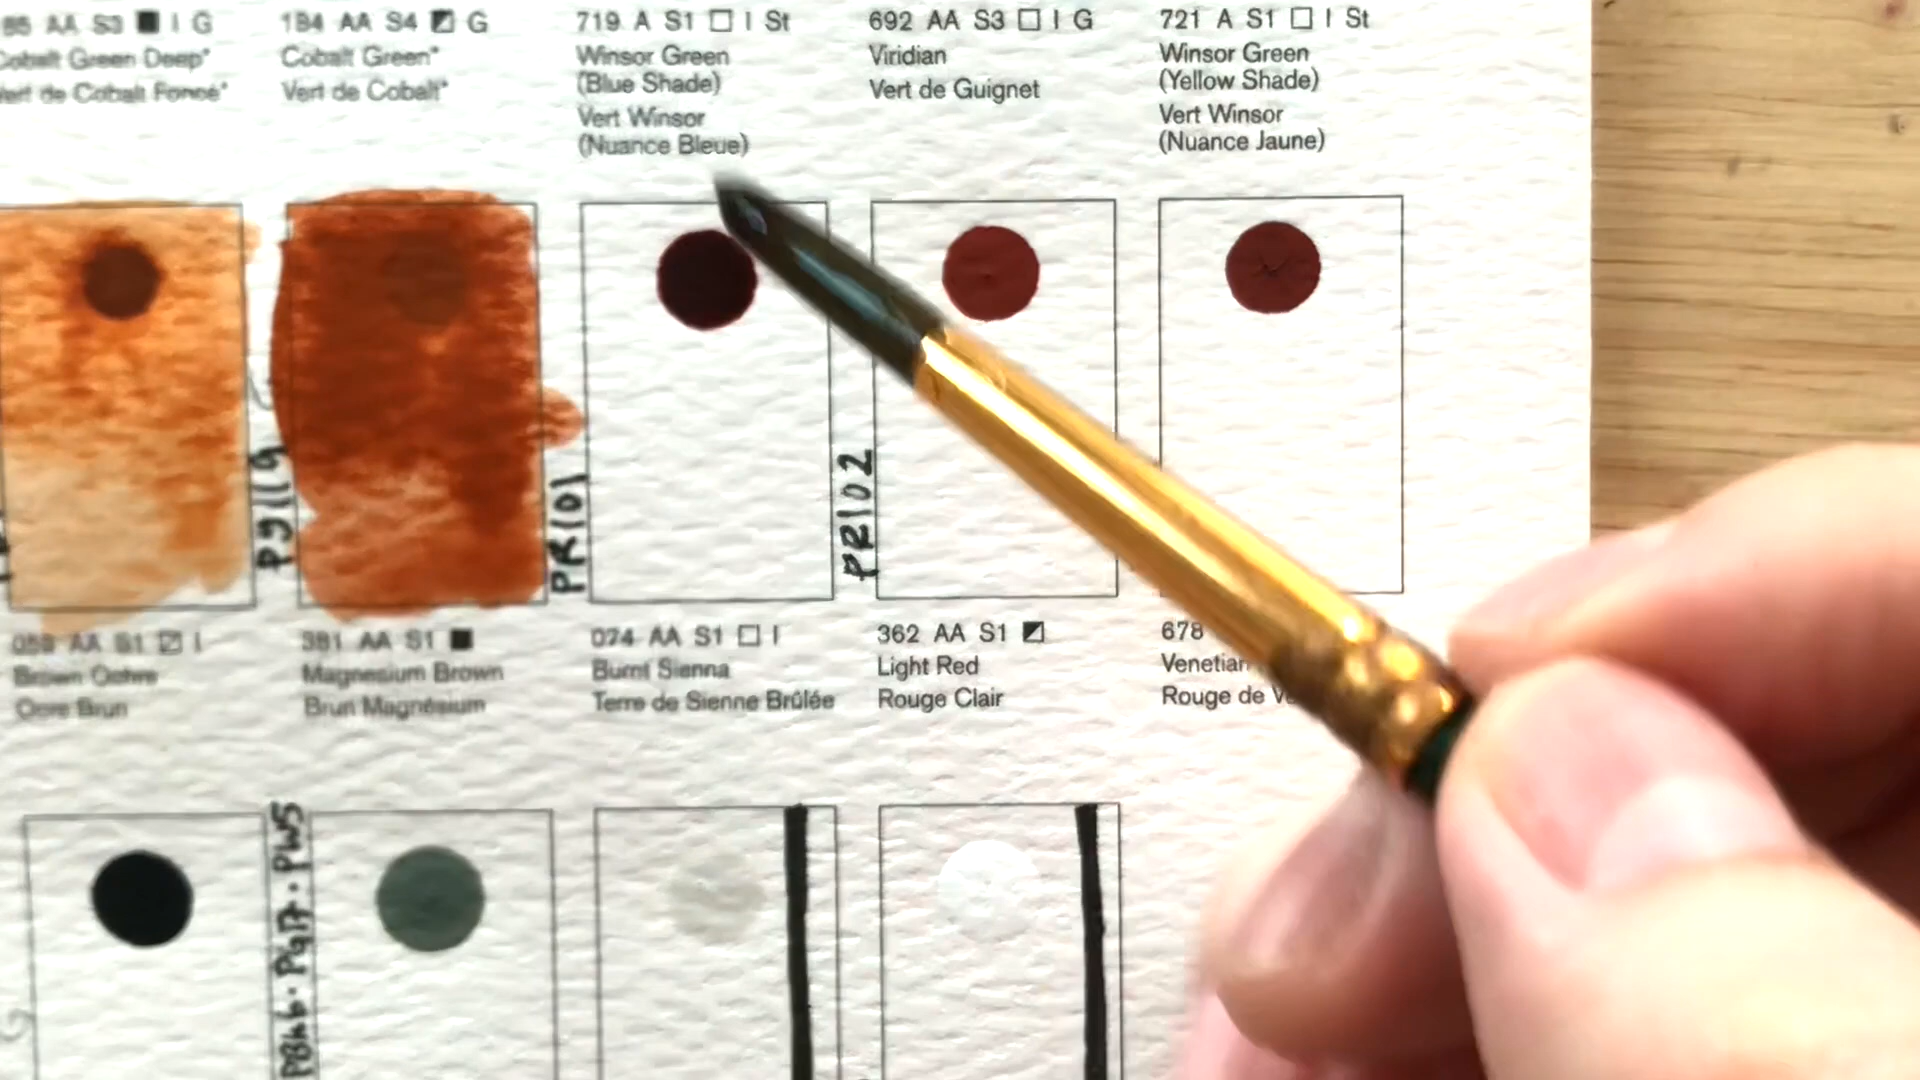 AA S3 ■ I G
Cobalt Green Deep*
Vert de Cobalt Foncé*
184 AA S4 ◪ G
Cobalt Green*
Vert de Cobalt*
719 A S1 □ I St
Winsor Green
(Blue Shade)
Vert Winsor
(Nuance Bleue)
692 AA S3 □ I G
Viridian
Vert de Guignet
721 A S1 □ I St
Winsor Green
(Yellow Shade)
Vert Winsor
(Nuance Jaune)
PR101
PR102
059 AA S1 ⍁ I
Brown Ochre
Ocre Brun
381 AA S1 ■
Magnesium Brown
Brun Magnésium
074 AA S1 □ I
Burnt Sienna
Terre de Sienne Brûlée
362 AA S1 ◪
Light Red
Rouge Clair
678
Venetian
Rouge de